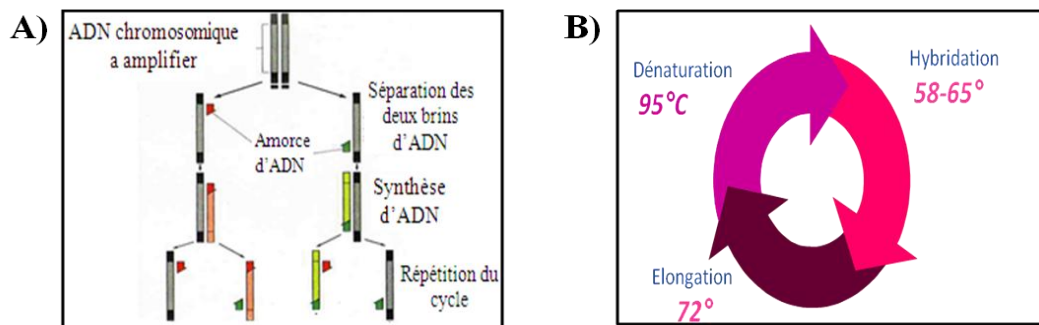 A)
ADN chromosomique
a amplifier
Séparation des
deux brins
d'ADN
Amorce
d'ADN
Synthèse
d'ADN
Répétition du
cycle
B)
Dénaturation
95°C
Hybridation
58-65°
Elongation
72°